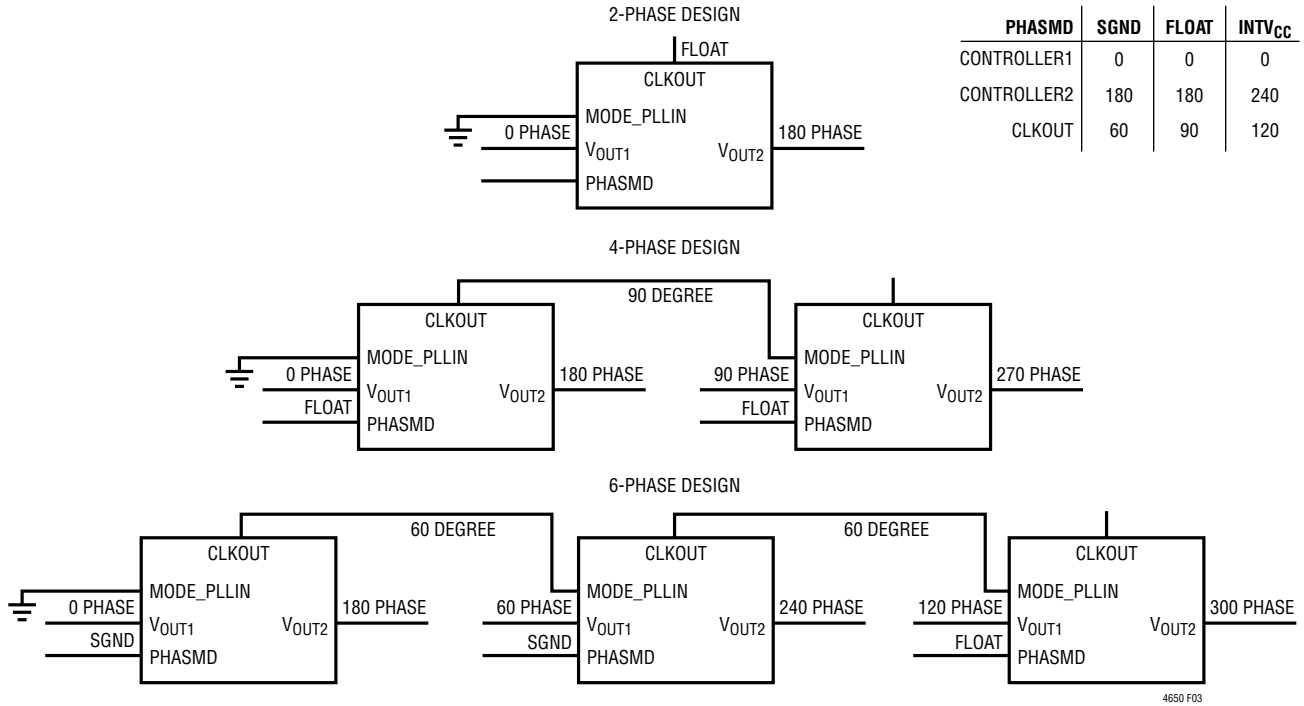 2-PHASE DESIGN
FLOAT
CLKOUT
MODE_PLLIN
0 PHASE
VOUT1
VOUT2
180 PHASE
PHASMD
PHASMD SGND FLOAT INTVCC
CONTROLLER1 0 0 0
CONTROLLER2 180 180 240
CLKOUT 60 90 120
4-PHASE DESIGN
90 DEGREE
CLKOUT
MODE_PLLIN
0 PHASE
VOUT1
VOUT2
180 PHASE
FLOAT
PHASMD
CLKOUT
MODE_PLLIN
90 PHASE
VOUT1
VOUT2
270 PHASE
FLOAT
PHASMD
6-PHASE DESIGN
60 DEGREE
60 DEGREE
CLKOUT
MODE_PLLIN
0 PHASE
VOUT1
VOUT2
180 PHASE
SGND
PHASMD
CLKOUT
MODE_PLLIN
60 PHASE
VOUT1
VOUT2
240 PHASE
SGND
PHASMD
CLKOUT
MODE_PLLIN
120 PHASE
VOUT1
VOUT2
300 PHASE
FLOAT
PHASMD
4650 F03